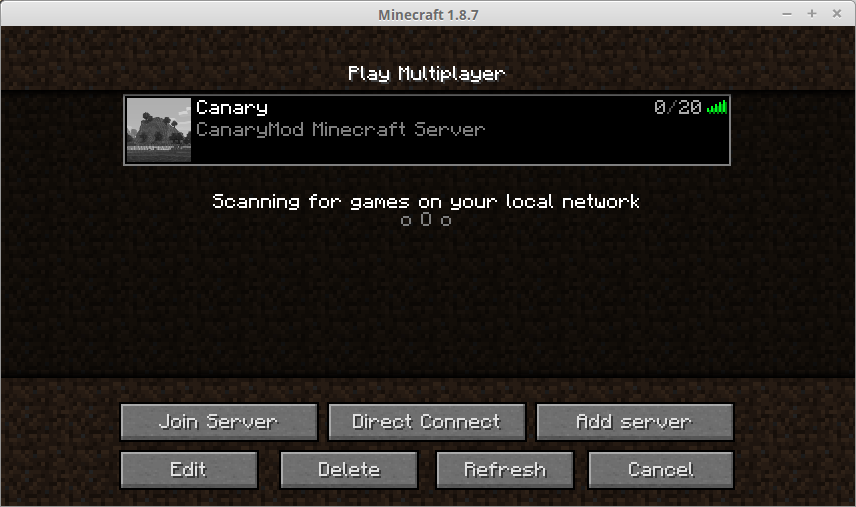 Minecraft 1.8.7
Play Multiplayer
Canary 0/20
CanaryMod Minecraft Server
Scanning for games on your local network
o O o
Join Server Direct Connect Add server
Edit Delete Refresh Cancel